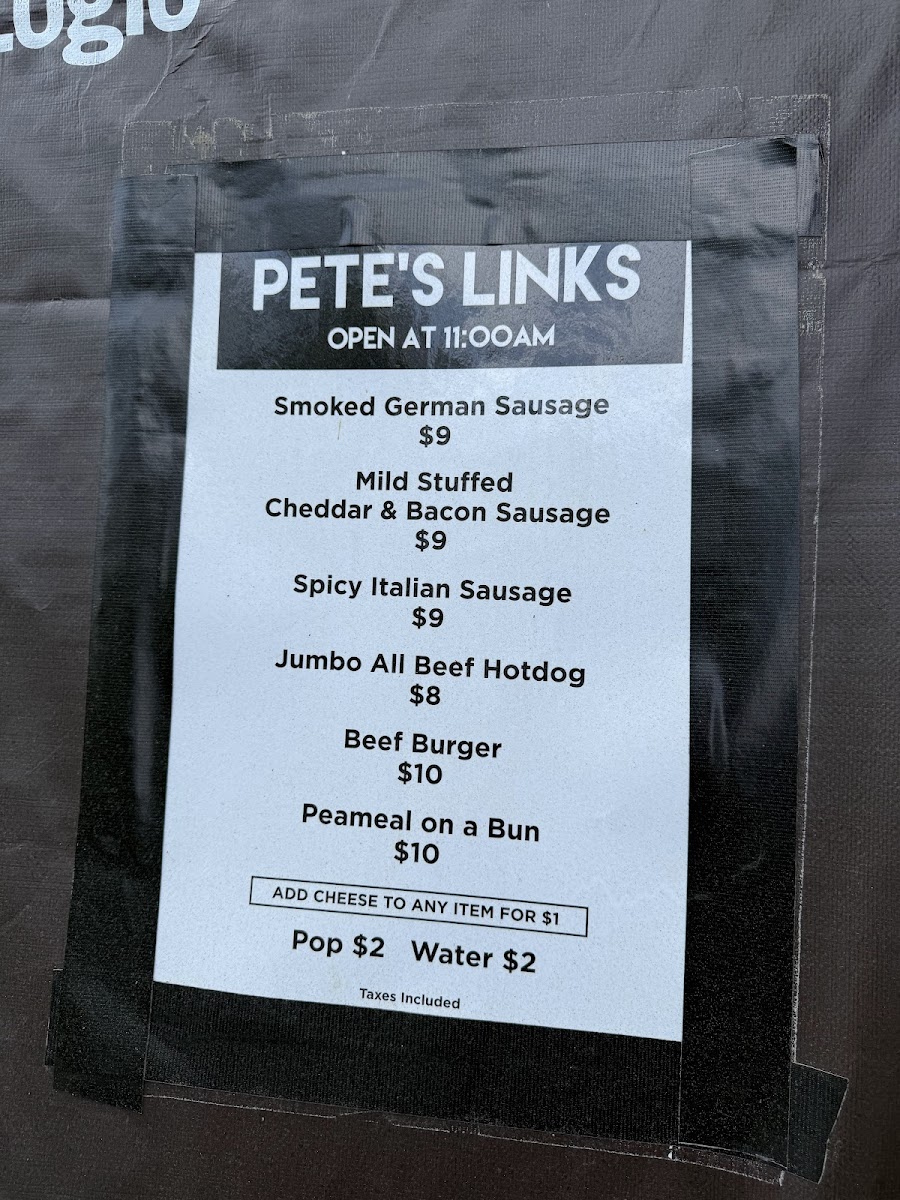 PETE'S LINKS
OPEN AT 11:00AM
Smoked German Sausage
$9
Mild Stuffed
Cheddar & Bacon Sausage
$9
Spicy Italian Sausage
$9
Jumbo All Beef Hotdog
$8
Beef Burger
$10
Peameal on a Bun
$10
ADD CHEESE TO ANY ITEM FOR $1
Pop $2 Water $2
Taxes Included